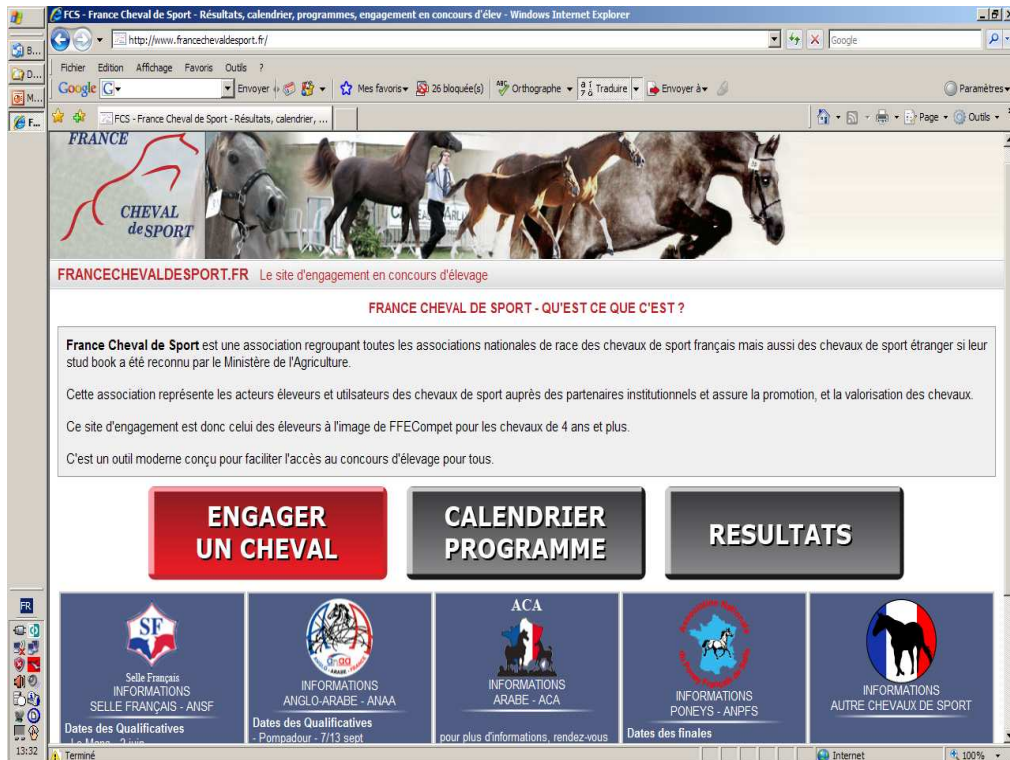 FCS - France Cheval de Sport - Résultats, calendrier, programmes, engagement en concours d'élev - Windows Internet Explorer
http://www.francechevaldesport.fr/
Google
Fichier Edition Affichage Favoris Outils ?
Google G Envoyer Mes favoris 26 bloquée(s) Orthographe Traduire Envoyer à Paramètres
FCS - France Cheval de Sport - Résultats, calendrier, ... Page Outils
B...
D...
M...
F...
FRANCE
CHEVAL
de SPORT
FRANCECHEVALDESPORT.FR Le site d'engagement en concours d'élevage
FRANCE CHEVAL DE SPORT - QU'EST CE QUE C'EST ?
France Cheval de Sport est une association regroupant toutes les associations nationales de race des chevaux de sport français mais aussi des chevaux de sport étranger si leur
stud book a été reconnu par le Ministère de l'Agriculture.
Cette association représente les acteurs éleveurs et utilsateurs des chevaux de sport auprès des partenaires institutionnels et assure la promotion, et la valorisation des chevaux.
Ce site d'engagement est donc celui des éleveurs à l'image de FFECompet pour les chevaux de 4 ans et plus.
C'est un outil moderne conçu pour faciliter l'accès au concours d'élevage pour tous.
ENGAGER
UN CHEVAL
CALENDRIER
PROGRAMME
RESULTATS
SF
Selle Français
INFORMATIONS
SELLE FRANÇAIS - ANSF
Dates des Qualificatives
- Le Mans - 2 juin
anaa
INFORMATIONS
ANGLO-ARABE - ANAA
Dates des Qualificatives
- Pompadour - 7/13 sept
ACA
INFORMATIONS
ARABE - ACA
pour plus d'informations, rendez-vous
INFORMATIONS
PONEYS - ANPFS
Dates des finales
INFORMATIONS
AUTRE CHEVAUX DE SPORT
FR
13:32
Terminé Internet 100%